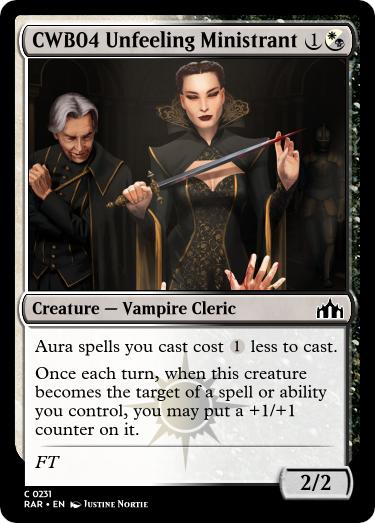 CWB04 Unfeeling Ministrant 1
Creature — Vampire Cleric
Aura spells you cast cost 1 less to cast.
Once each turn, when this creature
becomes the target of a spell or ability
you control, you may put a +1/+1
counter on it.
FT
2/2
C 0231
RAR • EN Justine Nortie